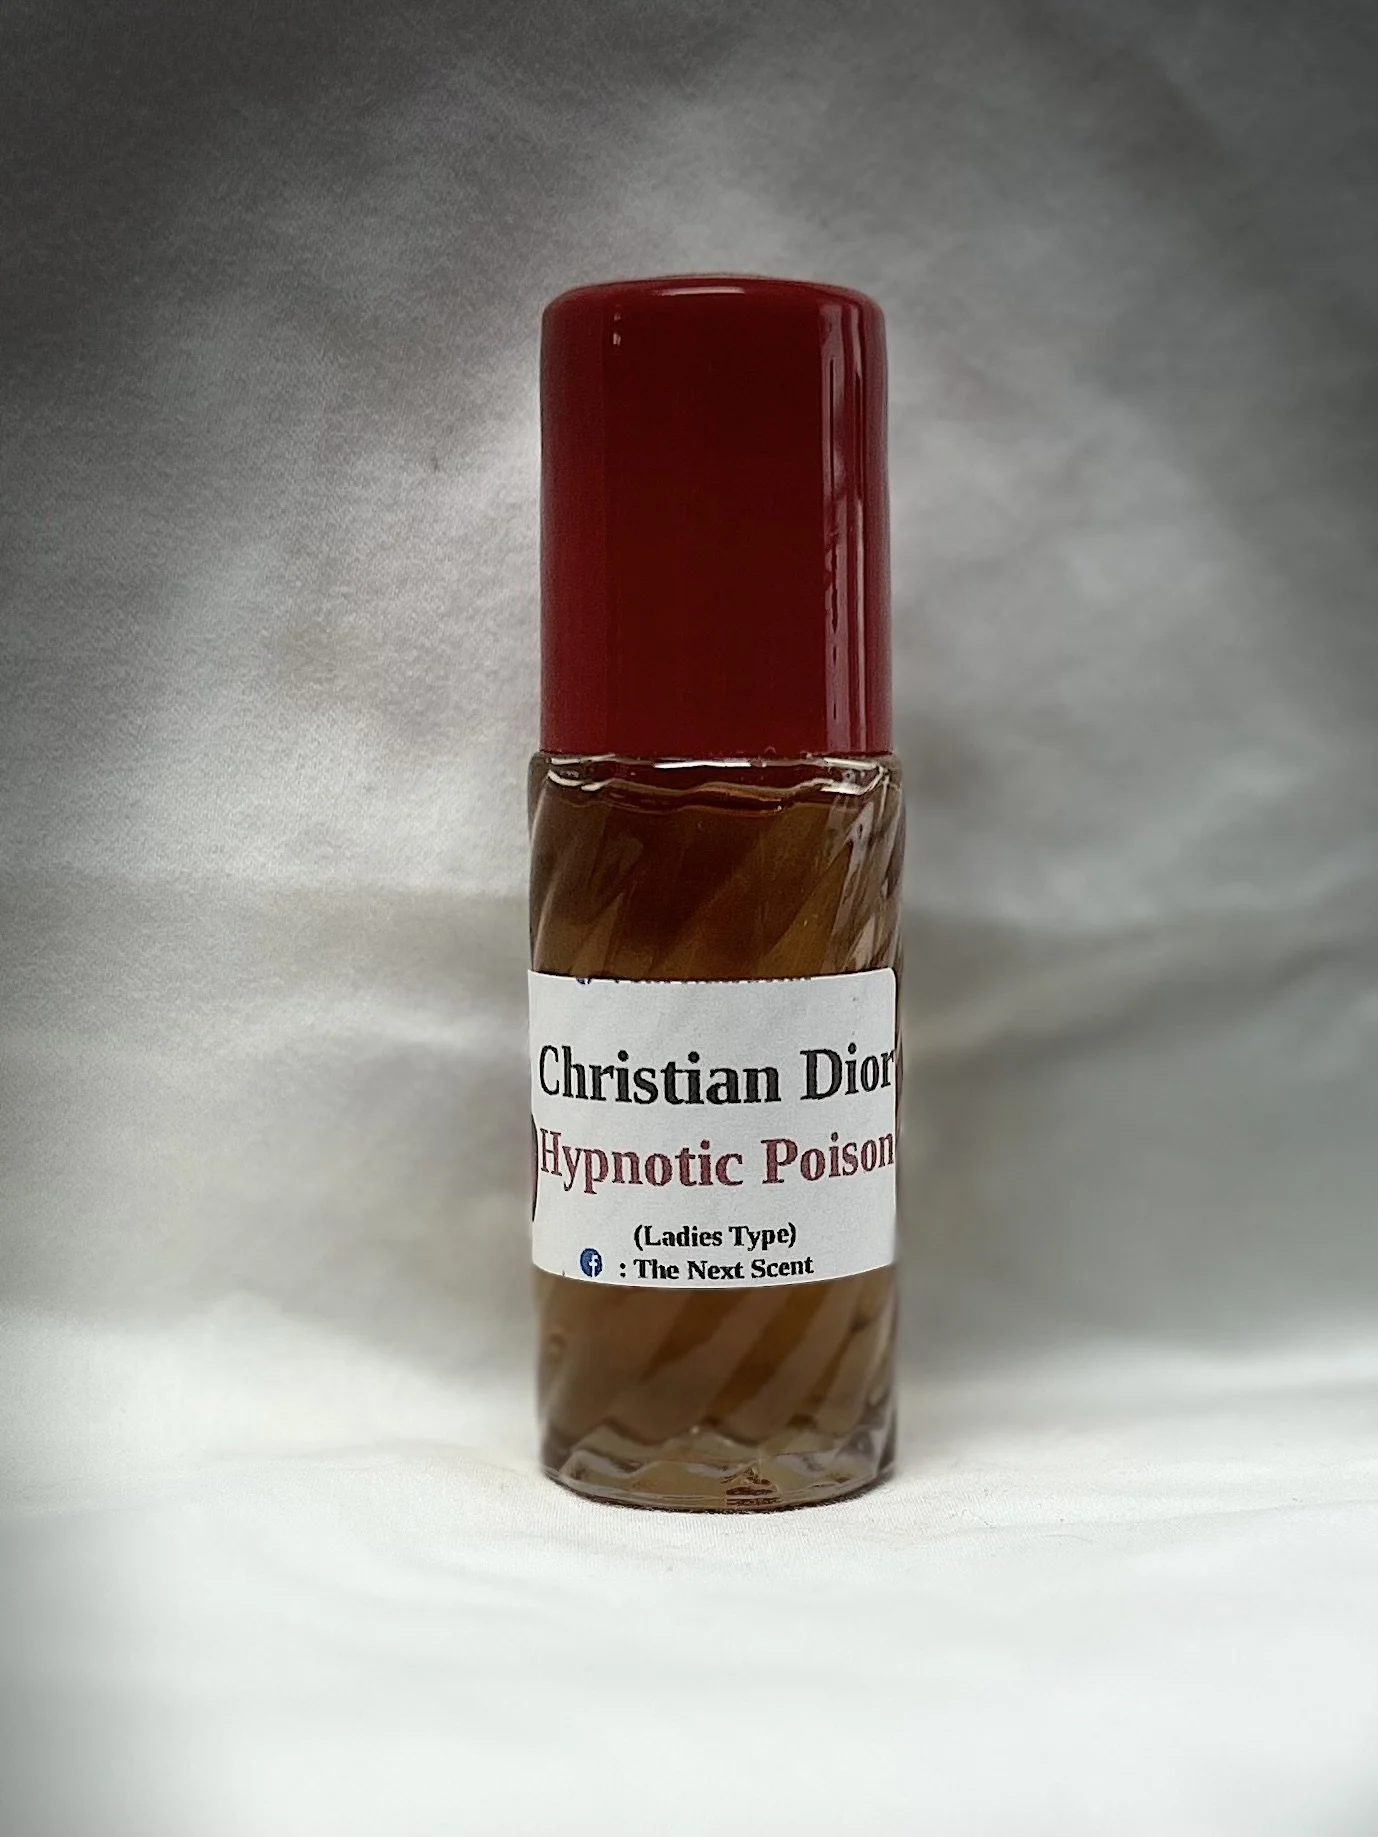 Christian Dior
Hypnotic Poison
(Ladies Type)
: The Next Scent